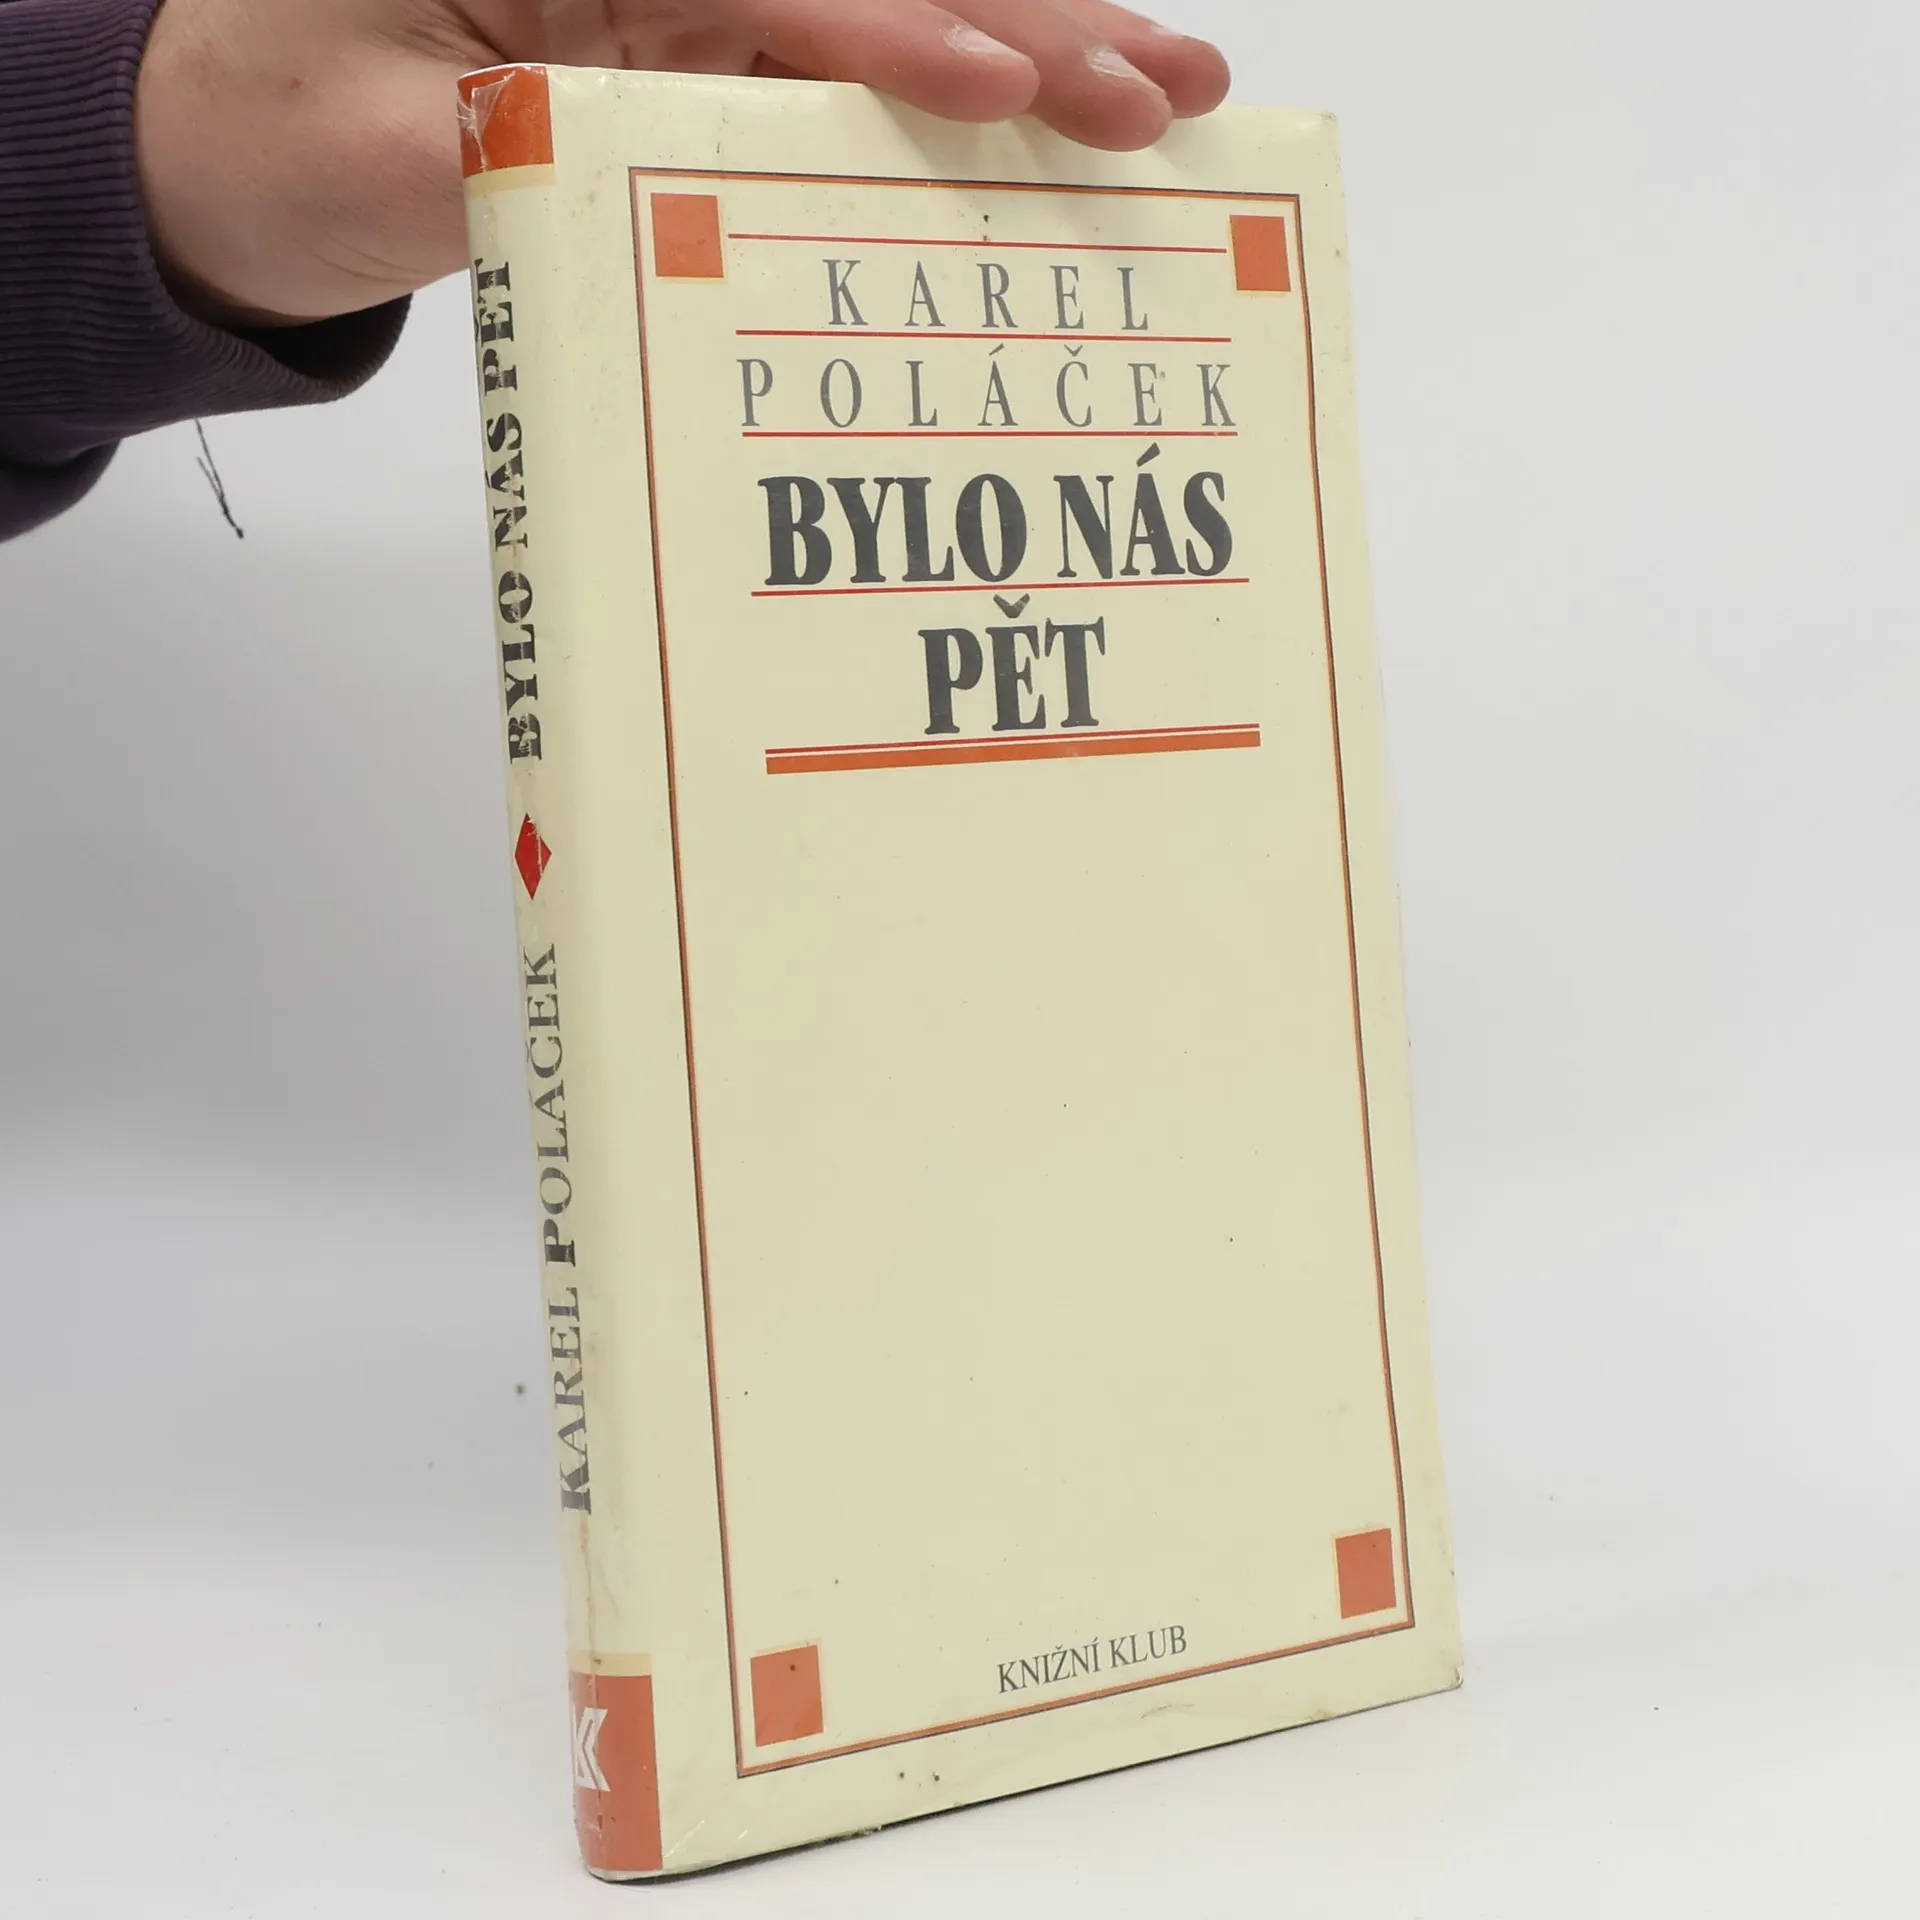 KAREL
POLÁČEK
BYLO NÁS
PĚT
KNIŽNÍ KLUB
KAREL POLÁČEK ♦ BYLO NÁS PĚT